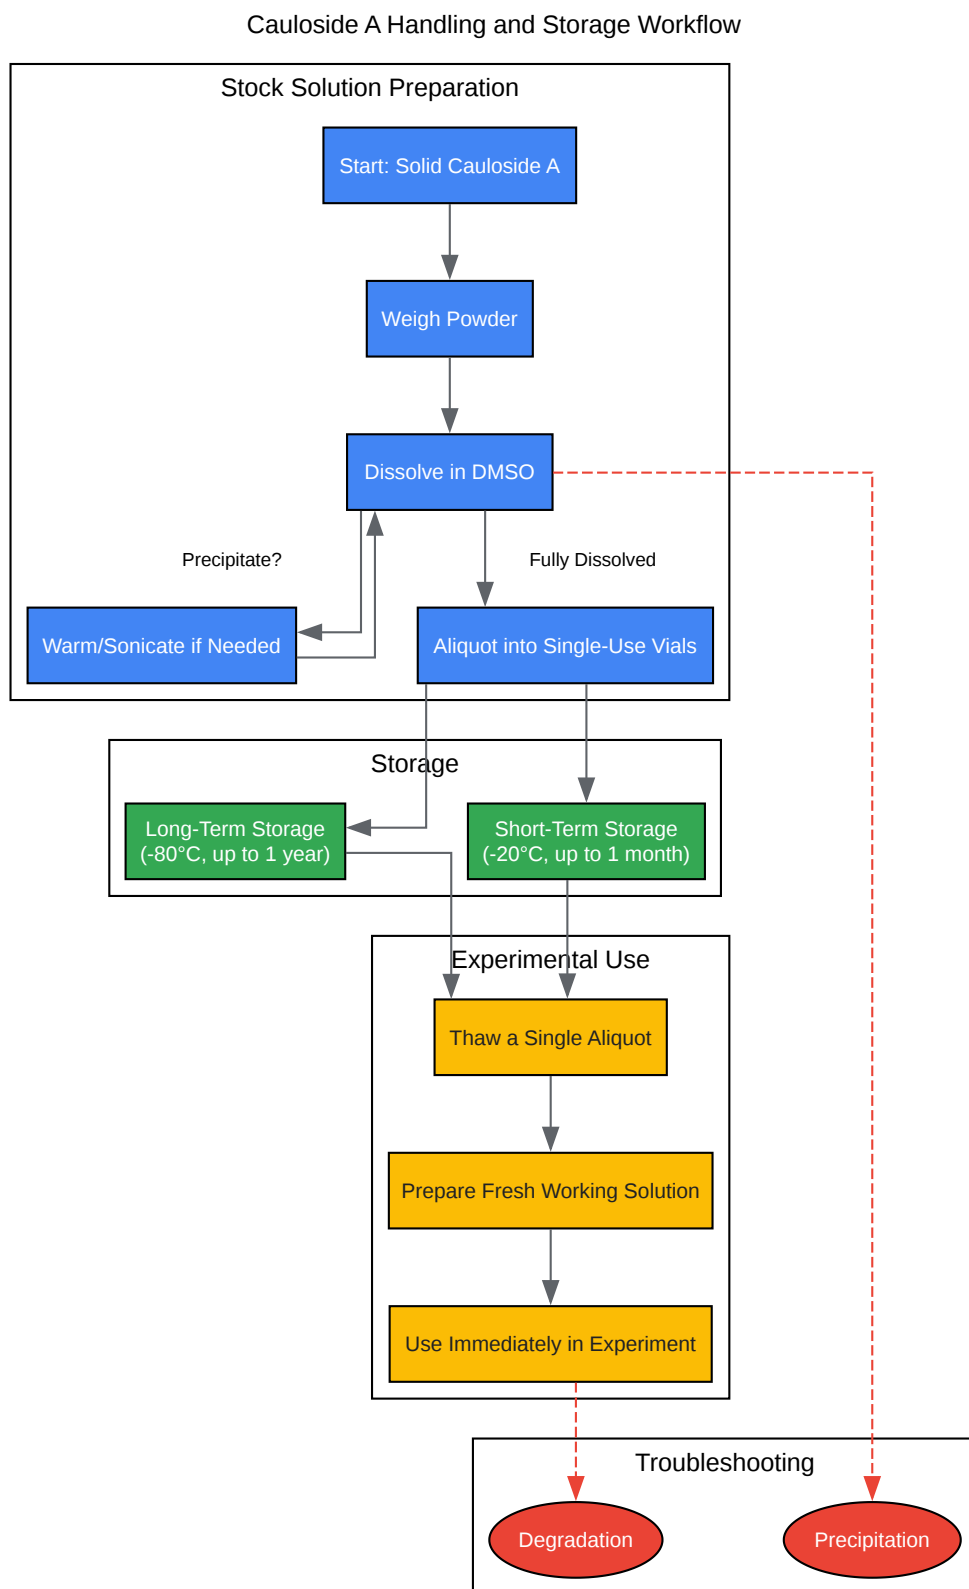 Cauloside A Handling and Storage Workflow
Stock Solution Preparation
Start: Solid Cauloside A
Weigh Powder
Dissolve in DMSO
Precipitate?
Fully Dissolved
Warm/Sonicate if Needed
Aliquot into Single-Use Vials
Storage
Long-Term Storage
(-80°C, up to 1 year)
Short-Term Storage
(-20°C, up to 1 month)
Experimental Use
Thaw a Single Aliquot
Prepare Fresh Working Solution
Use Immediately in Experiment
Troubleshooting
Degradation
Precipitation